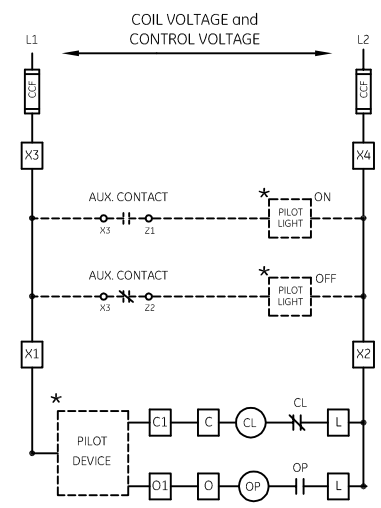 COIL VOLTAGE and
CONTROL VOLTAGE
L1
L2
CCF
CCF
X3
X4
AUX. CONTACT
*
ON
PILOT
LIGHT
X3
Z1
AUX. CONTACT
*
OFF
PILOT
LIGHT
X3
Z2
X1
X2
*
PILOT
DEVICE
CL
C1
C
CL
L
OP
O1
O
OP
L